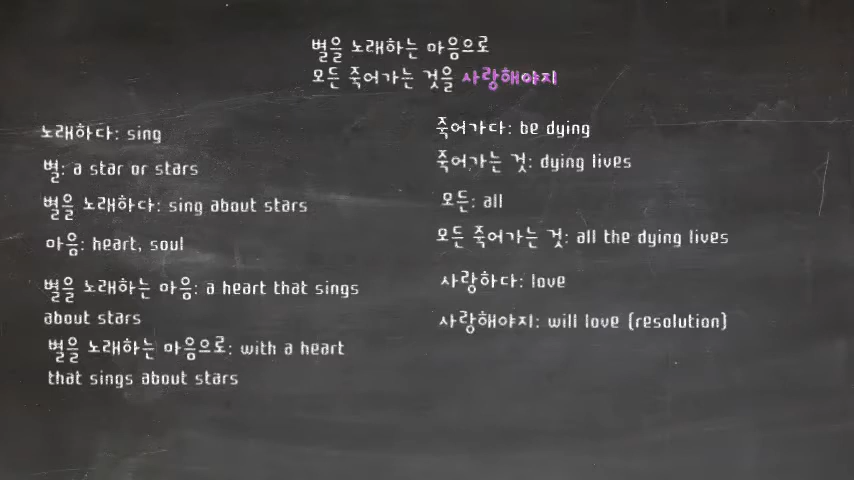 별을 노래하는 마음으로
모든 죽어가는 것을 사랑해야지
노래하다: sing
별: a star or stars
별을 노래하다: sing about stars
마음: heart, soul
별을 노래하는 마음: a heart that sings
about stars
별을 노래하는 마음으로: with a heart
that sings about stars
죽어가다: be dying
죽어가는 것: dying lives
모든: all
모든 죽어가는 것: all the dying lives
사랑하다: love
사랑해야지: will love (resolution)